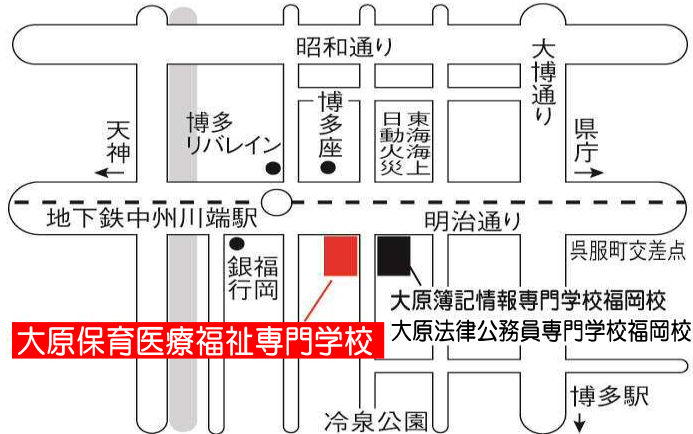 昭和通り
大博通り
天神
博多
リバレイン
博多座
東海海上
日動火災
県庁
地下鉄中州川端駅
明治通り
呉服町交差点
福岡
銀行
大原簿記情報専門学校福岡校
大原法律公務員専門学校福岡校
大原保育医療福祉専門学校
冷泉公園
博多駅